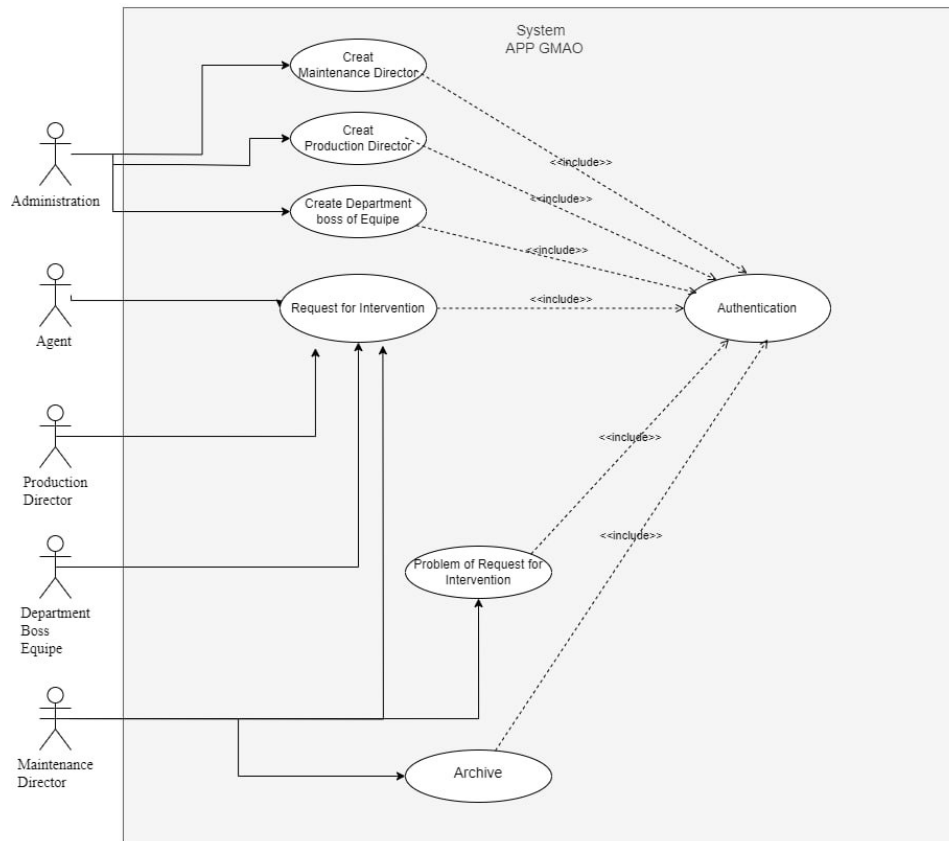 System
APP GMAO
Creat
Maintenance Director
Creat
Production Director
<<include>>
Administration
Create Department
boss of Equipe
<<include>>
<<include>>
Agent
Request for Intervention
<<include>>
Authentication
Production
Director
<<include>>
<<include>>
Problem of Request for
Intervention
Department
Boss
Equipe
Maintenance
Director
Archive